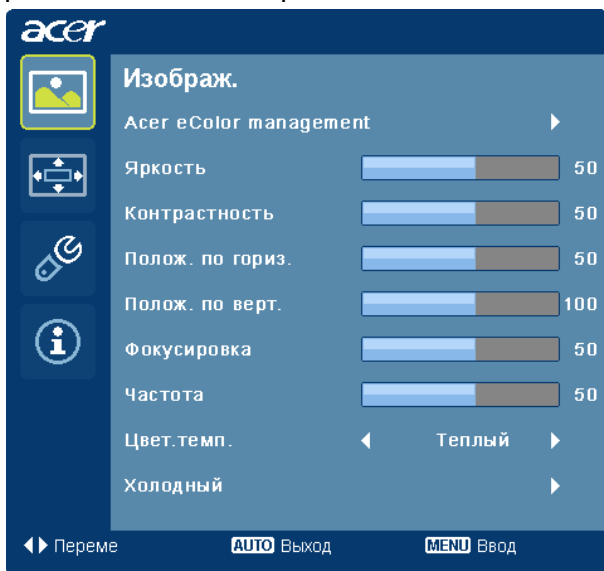 acer
Изображ.
Acer eColor management
Яркость 50
Контрастность 50
Полож. по гориз. 50
Полож. по верт. 100
Фокусировка 50
Частота 50
Цвет.темп. Теплый
Холодный
Переме AUTO Выход MENU Ввод